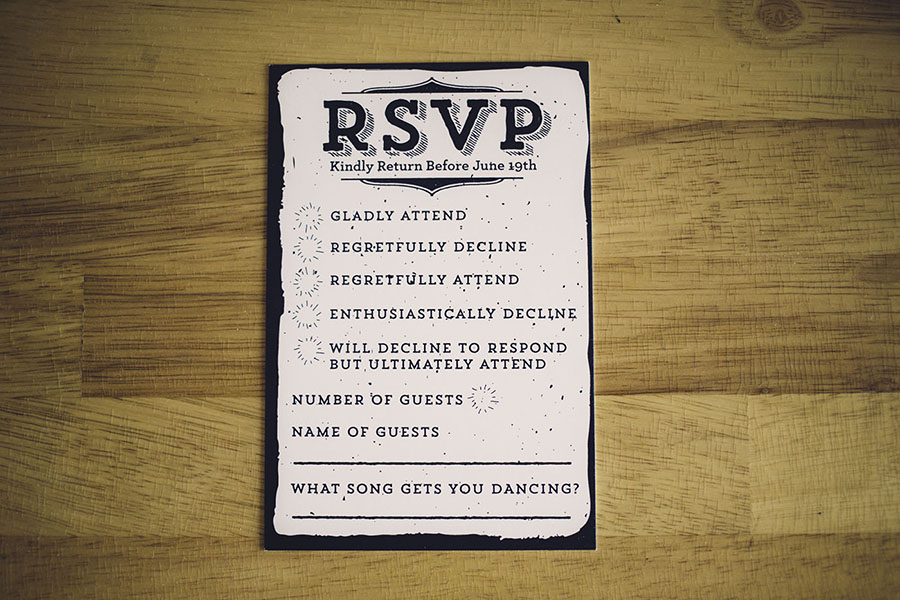 RSVP
Kindly Return Before June 19th
GLADLY ATTEND
REGRETFULLY DECLINE
REGRETFULLY ATTEND
ENTHUSIASTICALLY DECLINE
WILL DECLINE TO RESPOND
BUT ULTIMATELY ATTEND
NUMBER OF GUESTS
NAME OF GUESTS
WHAT SONG GETS YOU DANCING?